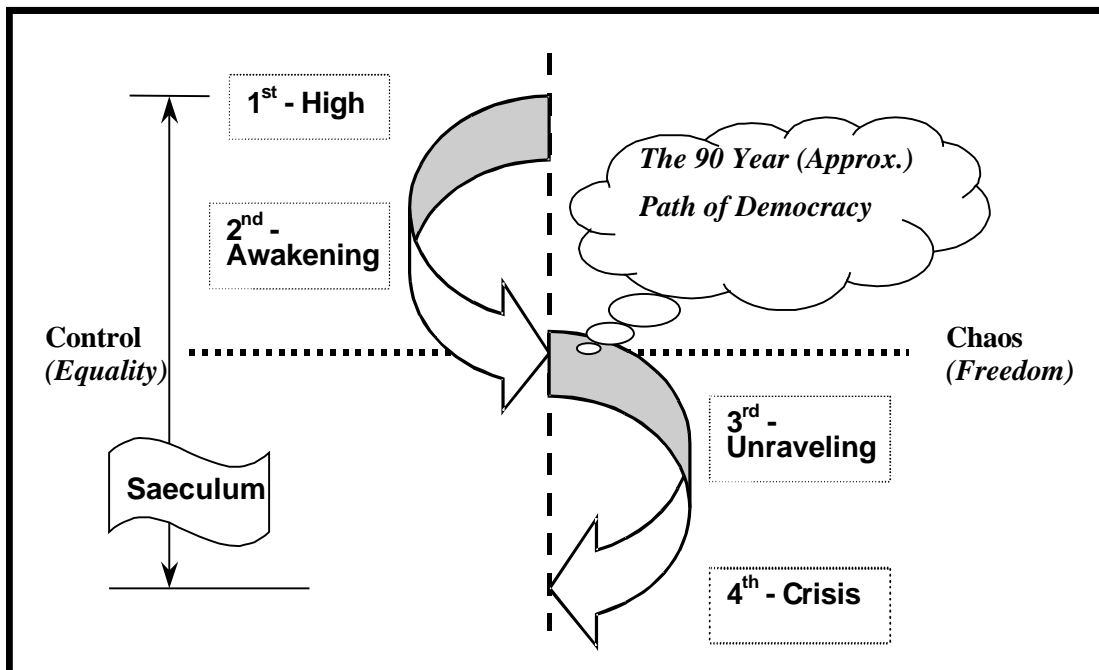 1st - High
The 90 Year (Approx.)
Path of Democracy
2nd -
Awakening
Control
(Equality)
Chaos
(Freedom)
3rd -
Unraveling
Saeculum
4th - Crisis